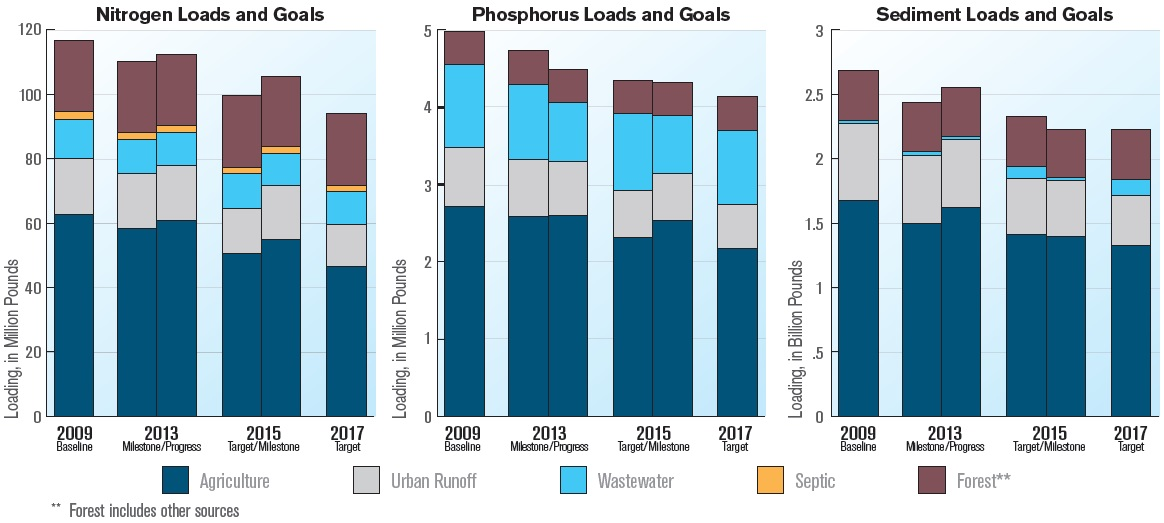 Nitrogen Loads and Goals
Loading, in Million Pounds
120
100
80
60
40
20
0
2009
Baseline
2013
Milestone/Progress
2015
Target/Milestone
2017
Target
Phosphorus Loads and Goals
Loading, in Million Pounds
5
4
3
2
1
0
2009
Baseline
2013
Milestone/Progress
2015
Target/Milestone
2017
Target
Sediment Loads and Goals
Loading, in Billion Pounds
3
2.5
2
1.5
1
.5
0
2009
Baseline
2013
Milestone/Progress
2015
Target/Milestone
2017
Target
Agriculture
Urban Runoff
Wastewater
Septic
Forest**
** Forest includes other sources